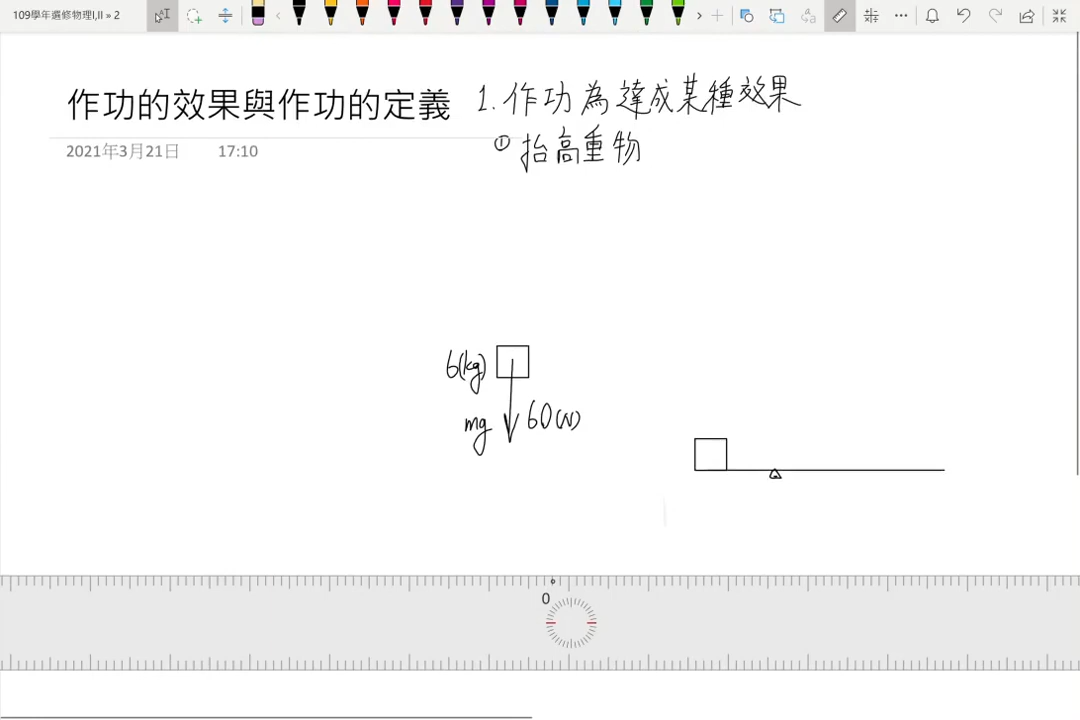 109學年選修物理I,II » 2
作功的效果與作功的定義
2021年3月21日 17:10
1. 作功為達成某種效果
① 抬高重物
6(kg)
mg 60(N)
0